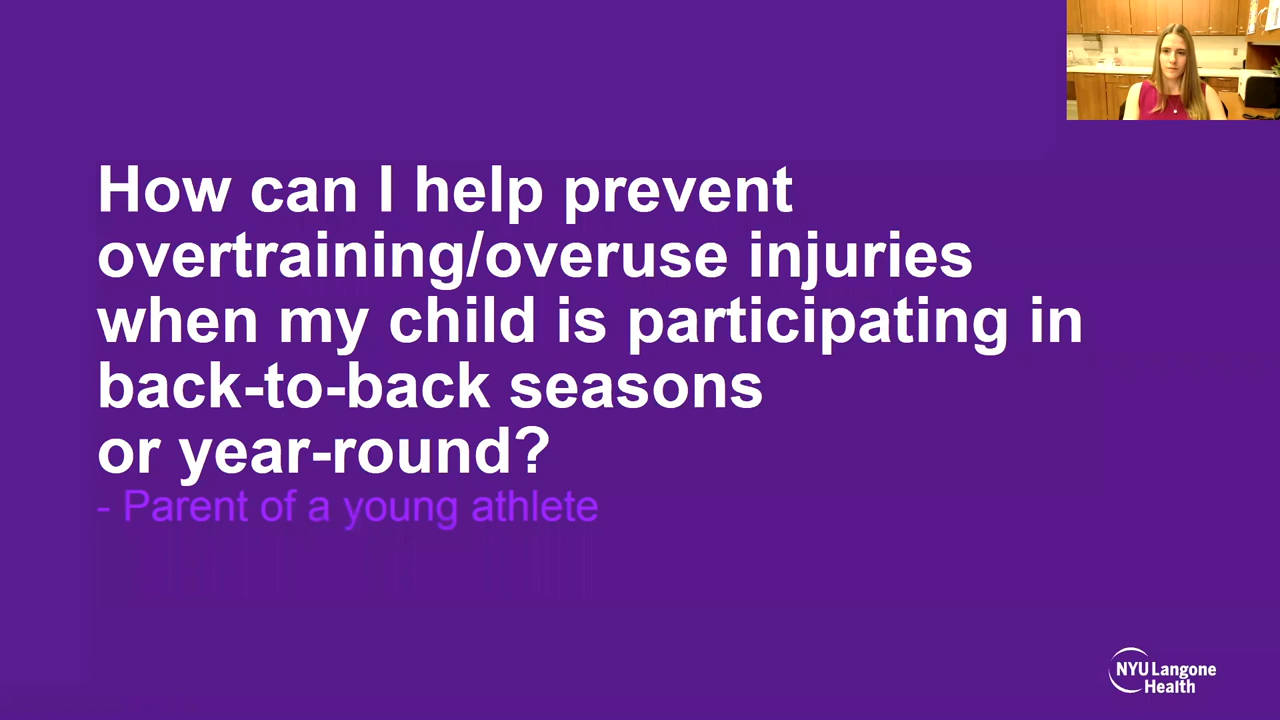 How can I help prevent
overtraining/overuse injuries
when my child is participating in
back-to-back seasons
or year-round?
- Parent of a young athlete
NYU Langone
Health